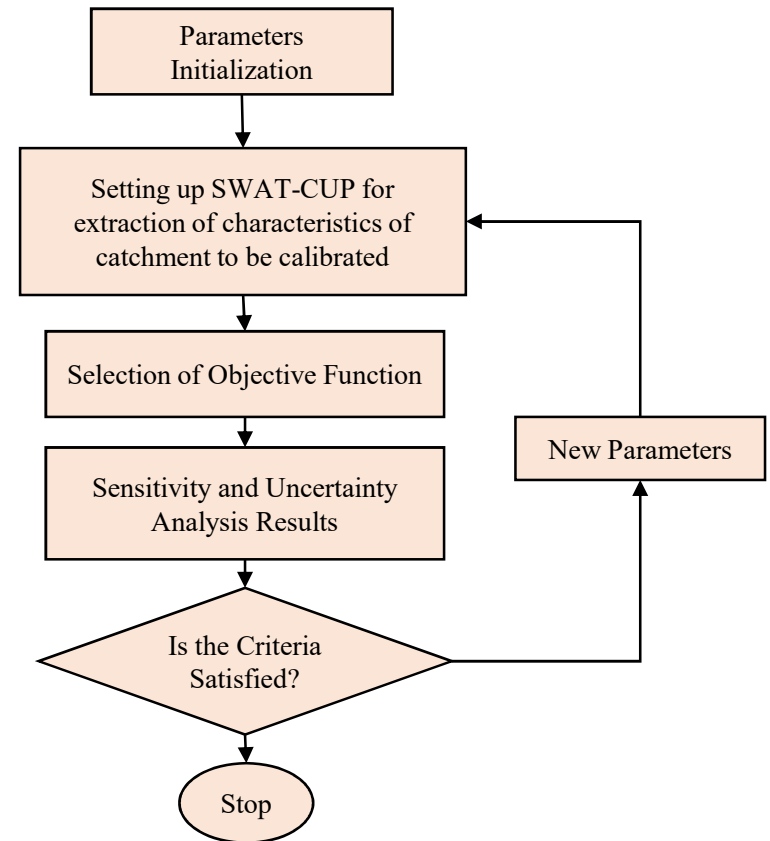 Parameters
Initialization
Setting up SWAT-CUP for
extraction of characteristics of
catchment to be calibrated
Selection of Objective Function
New Parameters
Sensitivity and Uncertainty
Analysis Results
Is the Criteria
Satisfied?
Stop